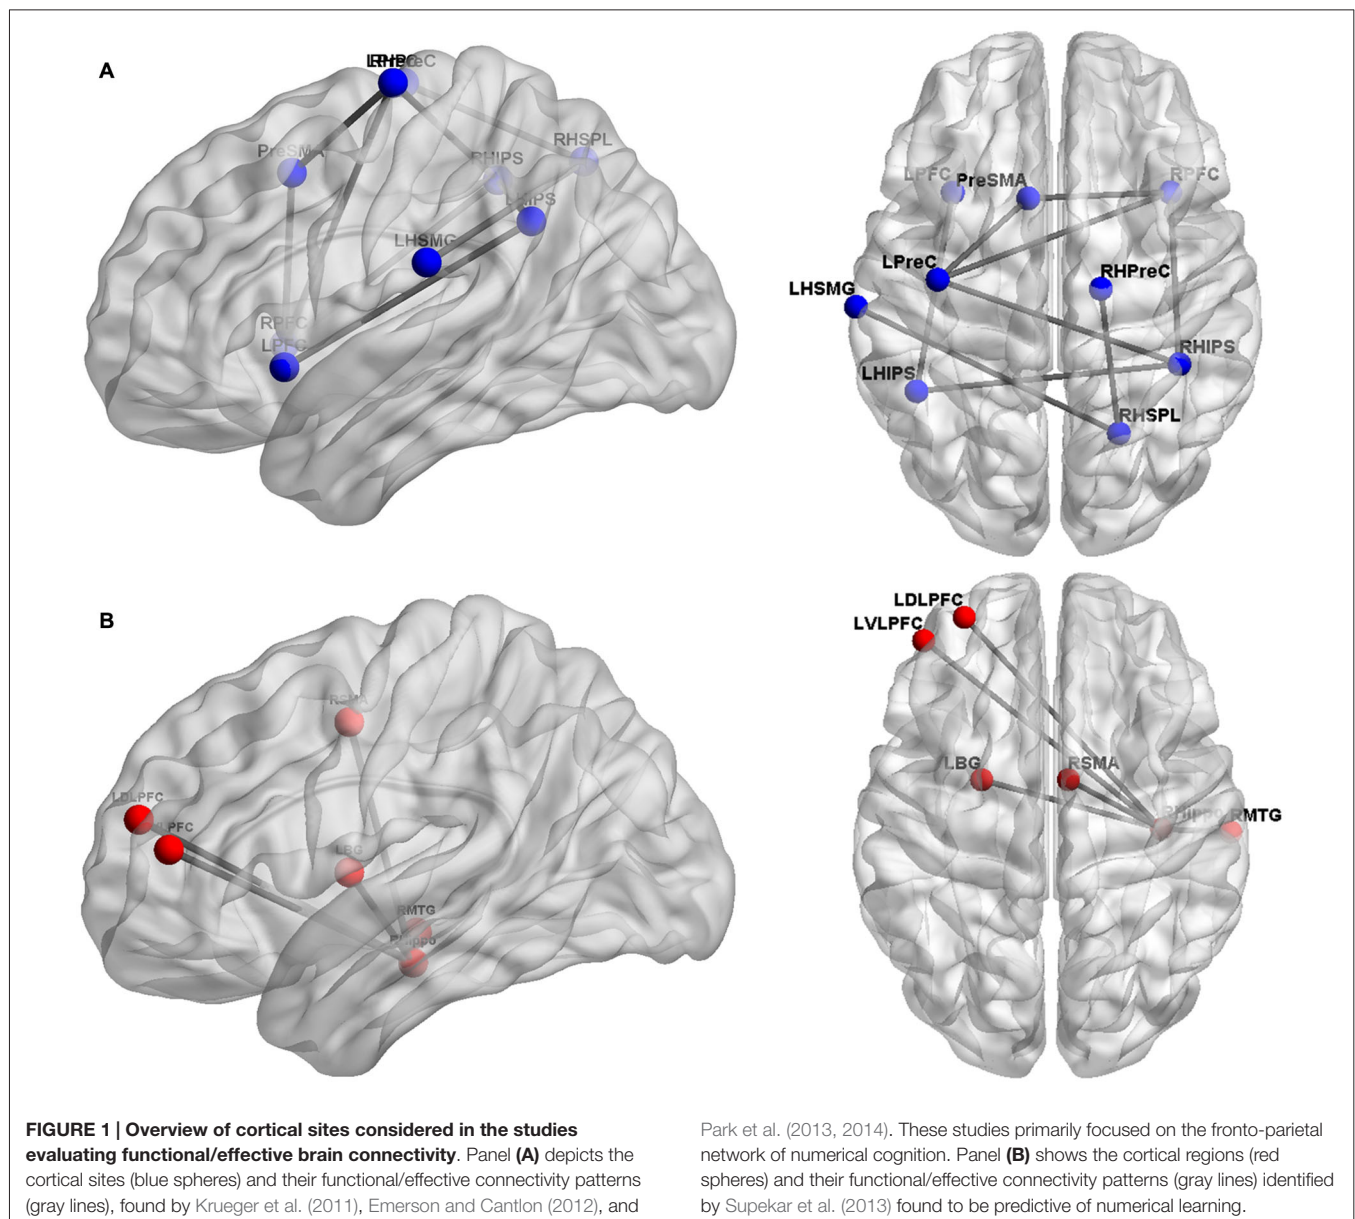 A
PreC
PreSMA
RHIPS
RHSPL
LHIPS
LHSMG
RPFC
LPFC
LPFC
PreSMA
RPFC
LPreC
RHPreC
LHSMG
RHIPS
LHIPS
RHSPL
B
RSMA
LDLPFC
LBG
RMTG
RHippo
LDLPFC
LVLPFC
LBG
RSMA
RHippo
RMTG
FIGURE 1 | Overview of cortical sites considered in the studies
evaluating functional/effective brain connectivity. Panel (A) depicts the
cortical sites (blue spheres) and their functional/effective connectivity patterns
(gray lines), found by Krueger et al. (2011), Emerson and Cantlon (2012), and
Park et al. (2013, 2014). These studies primarily focused on the fronto-parietal
network of numerical cognition. Panel (B) shows the cortical regions (red
spheres) and their functional/effective connectivity patterns (gray lines) identified
by Supekar et al. (2013) found to be predictive of numerical learning.